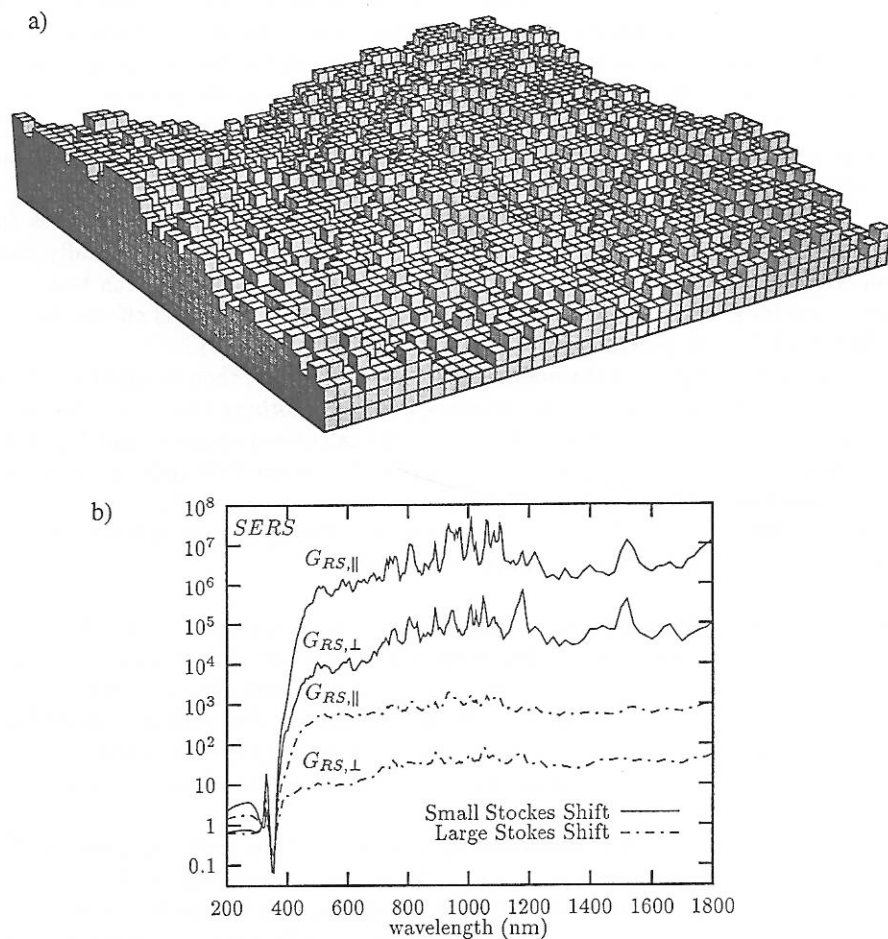 a)
b)
SERS
10^8
10^7
10^6
10^5
10^4
10^3
10^2
10
1
0.1
G_{RS,∥}
G_{RS,⊥}
G_{RS,∥}
G_{RS,⊥}
Small Stockes Shift
Large Stokes Shift
200 400 600 800 1000 1200 1400 1600 1800
wavelength (nm)